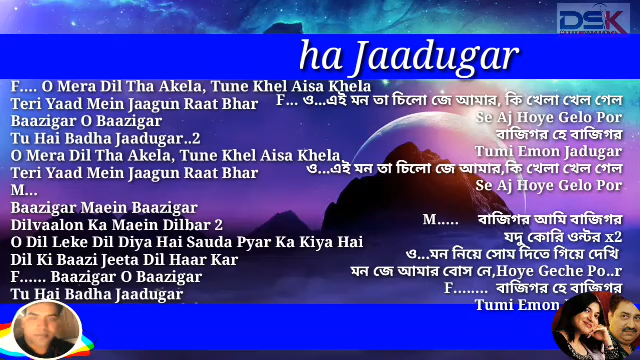 DSK
ha Jaadugar
F.... O Mera Dil Tha Akela, Tune Khel Aisa Khela
Teri Yaad Mein Jaagun Raat Bhar
Baazigar O Baazigar
Tu Hai Badha Jaadugar..2
O Mera Dil Tha Akela, Tune Khel Aisa Khela
Teri Yaad Mein Jaagun Raat Bhar
M...
Baazigar Maein Baazigar
Dilvaalon Ka Maein Dilbar 2
O Dil Leke Dil Diya Hai Sauda Pyar Ka Kiya Hai
Dil Ki Baazi Jeeta Dil Haar Kar
F...... Baazigar O Baazigar
Tu Hai Badha Jaadugar
F... ও...এই মন তা চিলো জে আমার, কি খেলা খেল গেল
Se Aj Hoye Gelo Por
বাজিগর হে বাজিগর
Tumi Emon Jadugar
ও...এই মন তা চিলো জে আমার,কি খেলা খেল গেল
Se Aj Hoye Gelo Por
M..... বাজিগর আমি বাজিগর
যদু কোরি ওন্টর x2
ও...মন নিয়ে সোম দিতে গিয়ে দেখি
মন জে আমার বোস নে,Hoye Geche Po..r
F........ বাজিগর হে বাজিগর
Tumi Emon